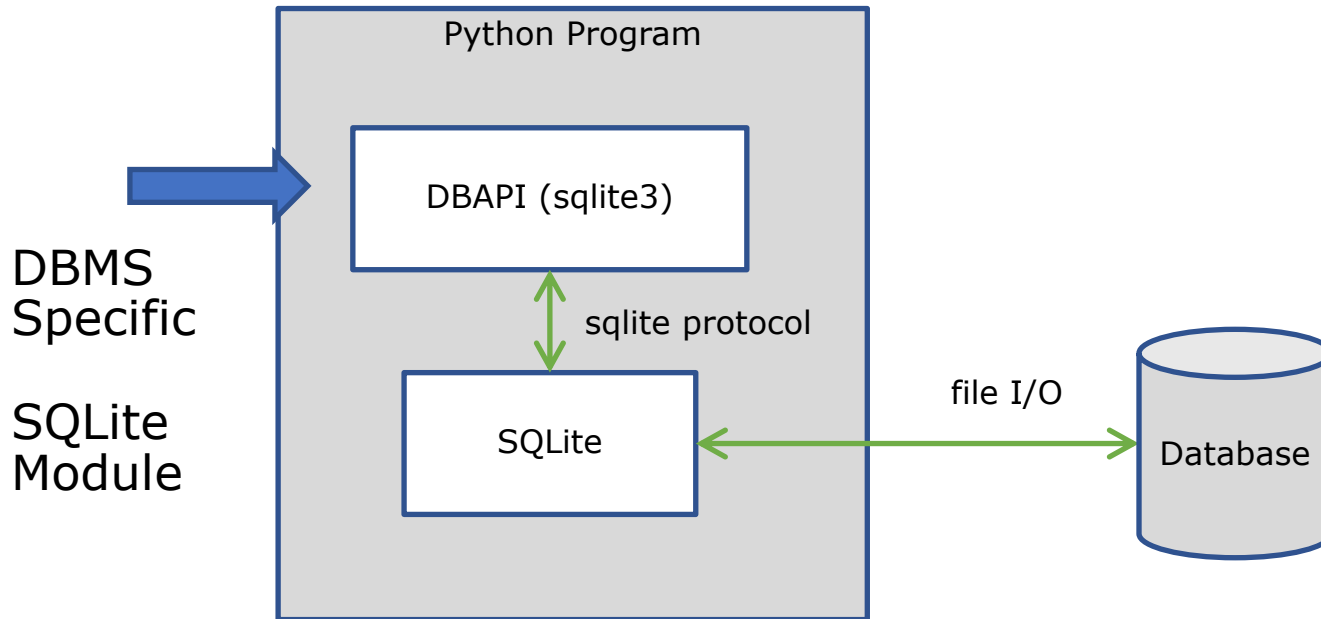 Python Program
DBAPI (sqlite3)
DBMS
Specific
sqlite protocol
SQLite
Module
SQLite
file I/O
Database